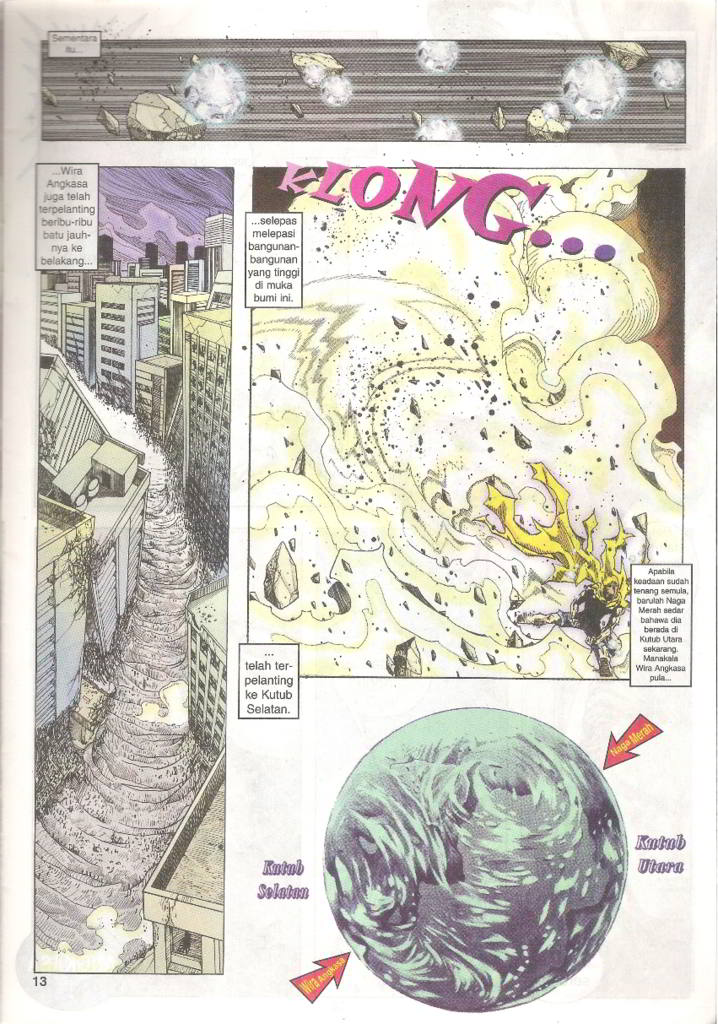 Sementara
itu...
...Wira
Angkasa
juga telah
terpelanting
beribu-ribu
batu jauh-
nya ke
belakang...
KLONG...
...selepas
melepasi
bangunan-
bangunan
yang tinggi
di muka
bumi ini.
Apabila
keadaan sudah
tenang semula,
barulah Naga
Merah sedar
bahawa dia
berada di
Kutub Utara
sekarang.
Manakala
Wira Angkasa
pula...
...
telah ter-
pelanting
ke Kutub
Selatan.
Naga Merah
Kutub
Utara
Kutub
Selatan
Wira Angkasa
13